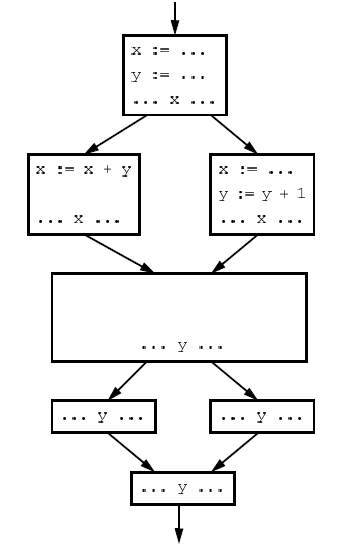 x := ...
y := ...
... x ...
x := x + y
... x ...
x := ...
y := y + 1
... x ...
... y ...
... y ...
... y ...
... y ...